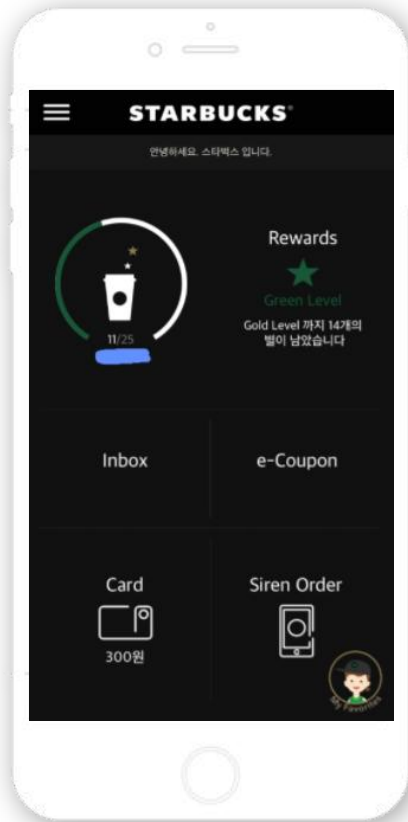 STARBUCKS®
안녕하세요. 스타벅스 입니다.
11/25
Rewards
Green Level
Gold Level 까지 14개의
별이 남았습니다
Inbox
e-Coupon
Card
300원
Siren Order
My Favorites